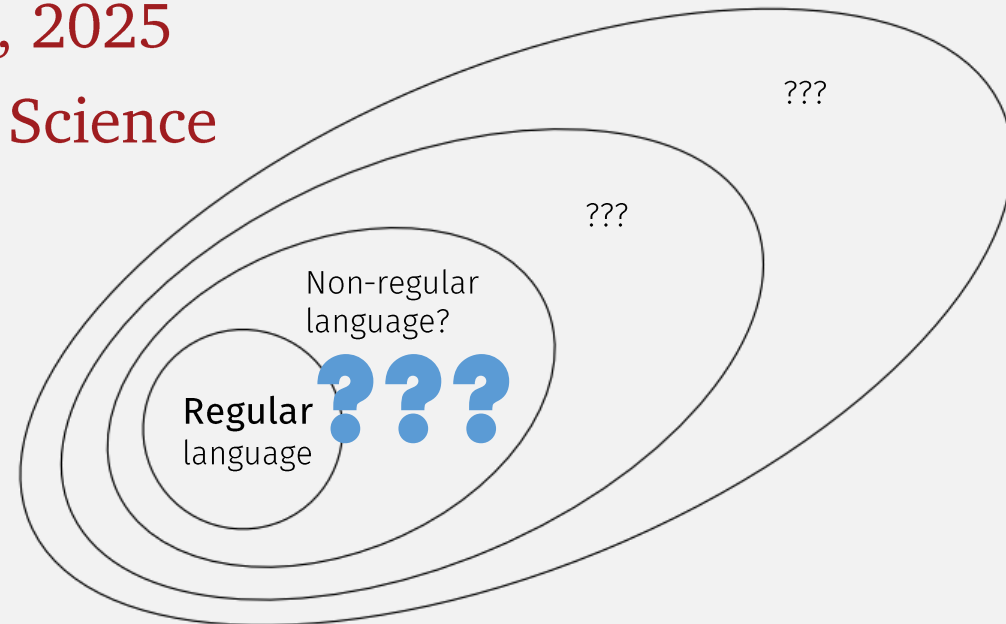 , 2025
Science
???
???
Non-regular
language?
???
Regular
language